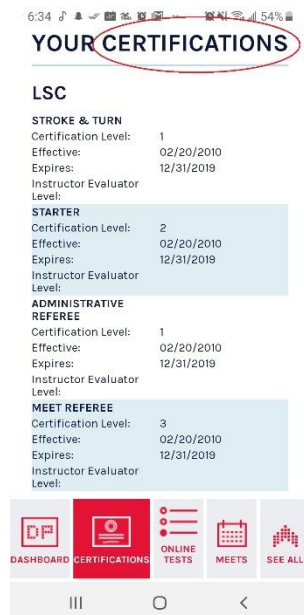 6:34
54%
YOUR CERTIFICATIONS
LSC
STROKE & TURN
Certification Level: 1
Effective: 02/20/2010
Expires: 12/31/2019
Instructor Evaluator
Level:
STARTER
Certification Level: 2
Effective: 02/20/2010
Expires: 12/31/2019
Instructor Evaluator
Level:
ADMINISTRATIVE
REFEREE
Certification Level: 1
Effective: 02/20/2010
Expires: 12/31/2019
Instructor Evaluator
Level:
MEET REFEREE
Certification Level: 3
Effective: 02/20/2010
Expires: 12/31/2019
Instructor Evaluator
Level:
DP
DASHBOARD
CERTIFICATIONS
ONLINE
TESTS
MEETS
SEE ALL